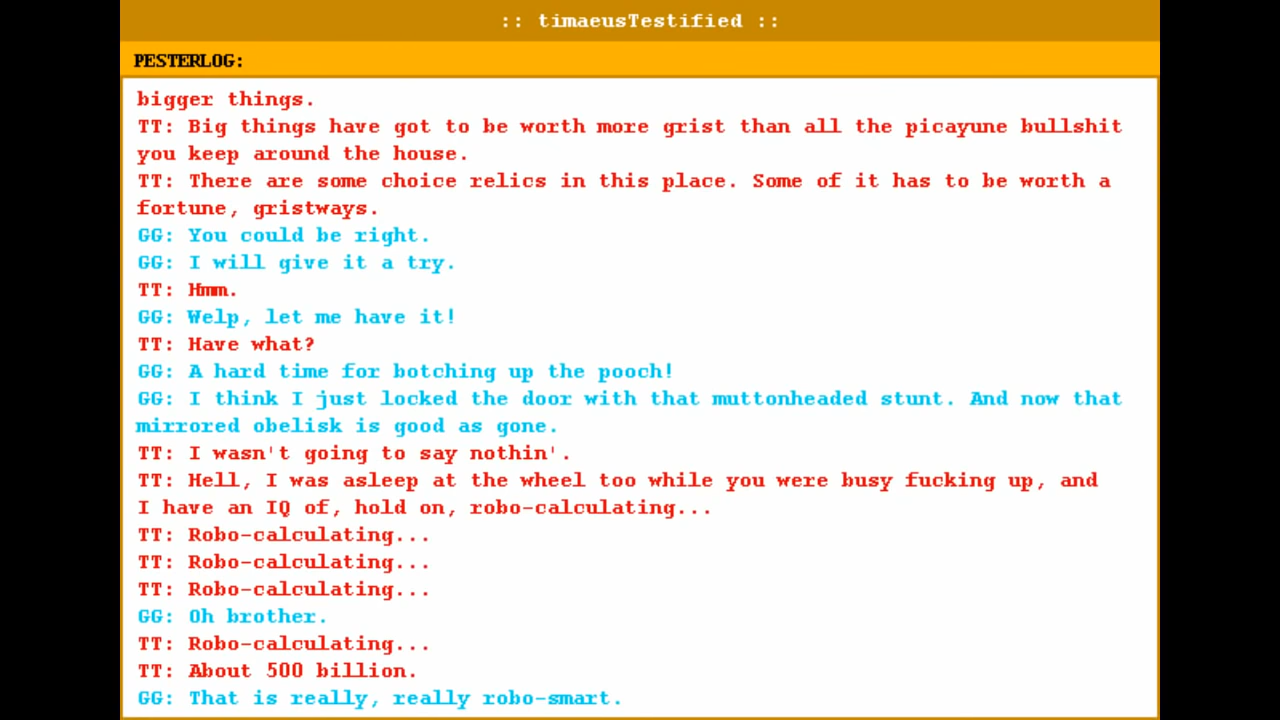 :: timaeusTestified ::
PESTERLOG:
bigger things.
TT: Big things have got to be worth more grist than all the picayune bullshit
you keep around the house.
TT: There are some choice relics in this place. Some of it has to be worth a
fortune, gristways.
GG: You could be right.
GG: I will give it a try.
TT: Hmm.
GG: Welp, let me have it!
TT: Have what?
GG: A hard time for botching up the pooch!
GG: I think I just locked the door with that muttonheaded stunt. And now that
mirrored obelisk is good as gone.
TT: I wasn't going to say nothin'.
TT: Hell, I was asleep at the wheel too while you were busy fucking up, and
I have an IQ of, hold on, robo-calculating...
TT: Robo-calculating...
TT: Robo-calculating...
TT: Robo-calculating...
GG: Oh brother.
TT: Robo-calculating...
TT: About 500 billion.
GG: That is really, really robo-smart.